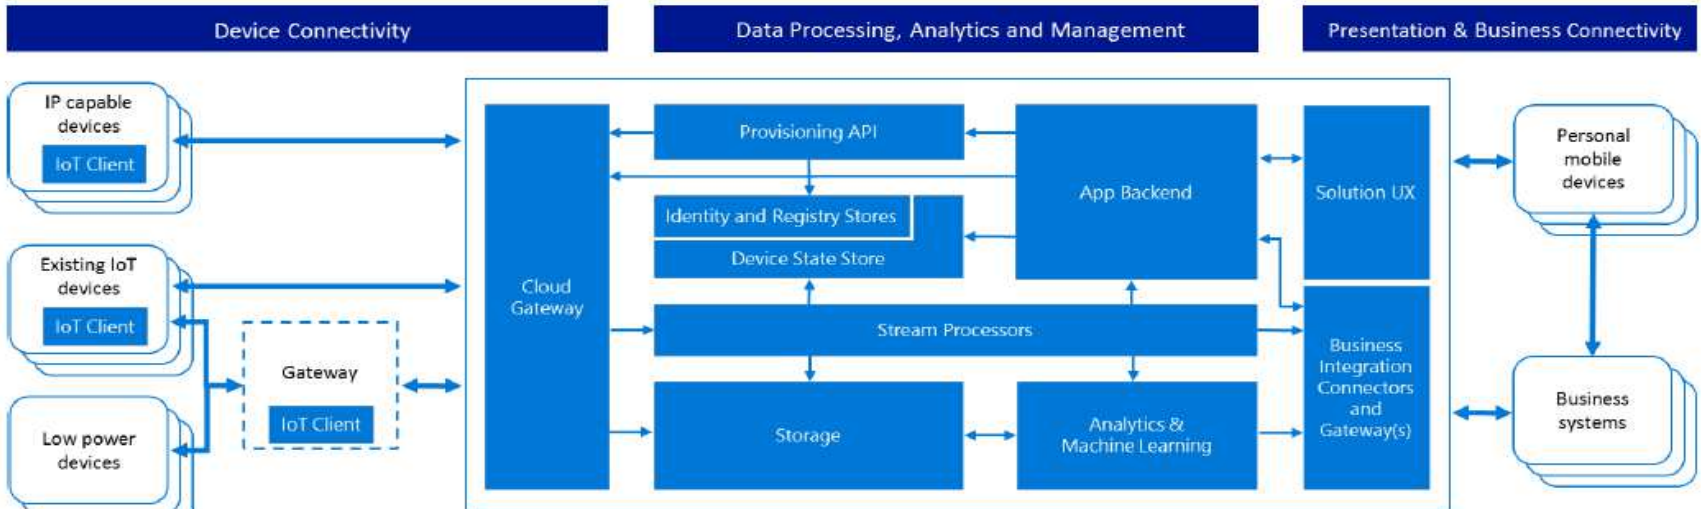 Device Connectivity
Data Processing, Analytics and Management
Presentation & Business Connectivity
IP capable
devices
IoT Client
Existing IoT
devices
IoT Client
Low power
devices
Gateway
IoT Client
Cloud
Gateway
Provisioning API
Identity and Registry Stores
Device State Store
App Backend
Stream Processors
Storage
Analytics &
Machine Learning
Solution UX
Business
Integration
Connectors
and
Gateway(s)
Personal
mobile
devices
Business
systems